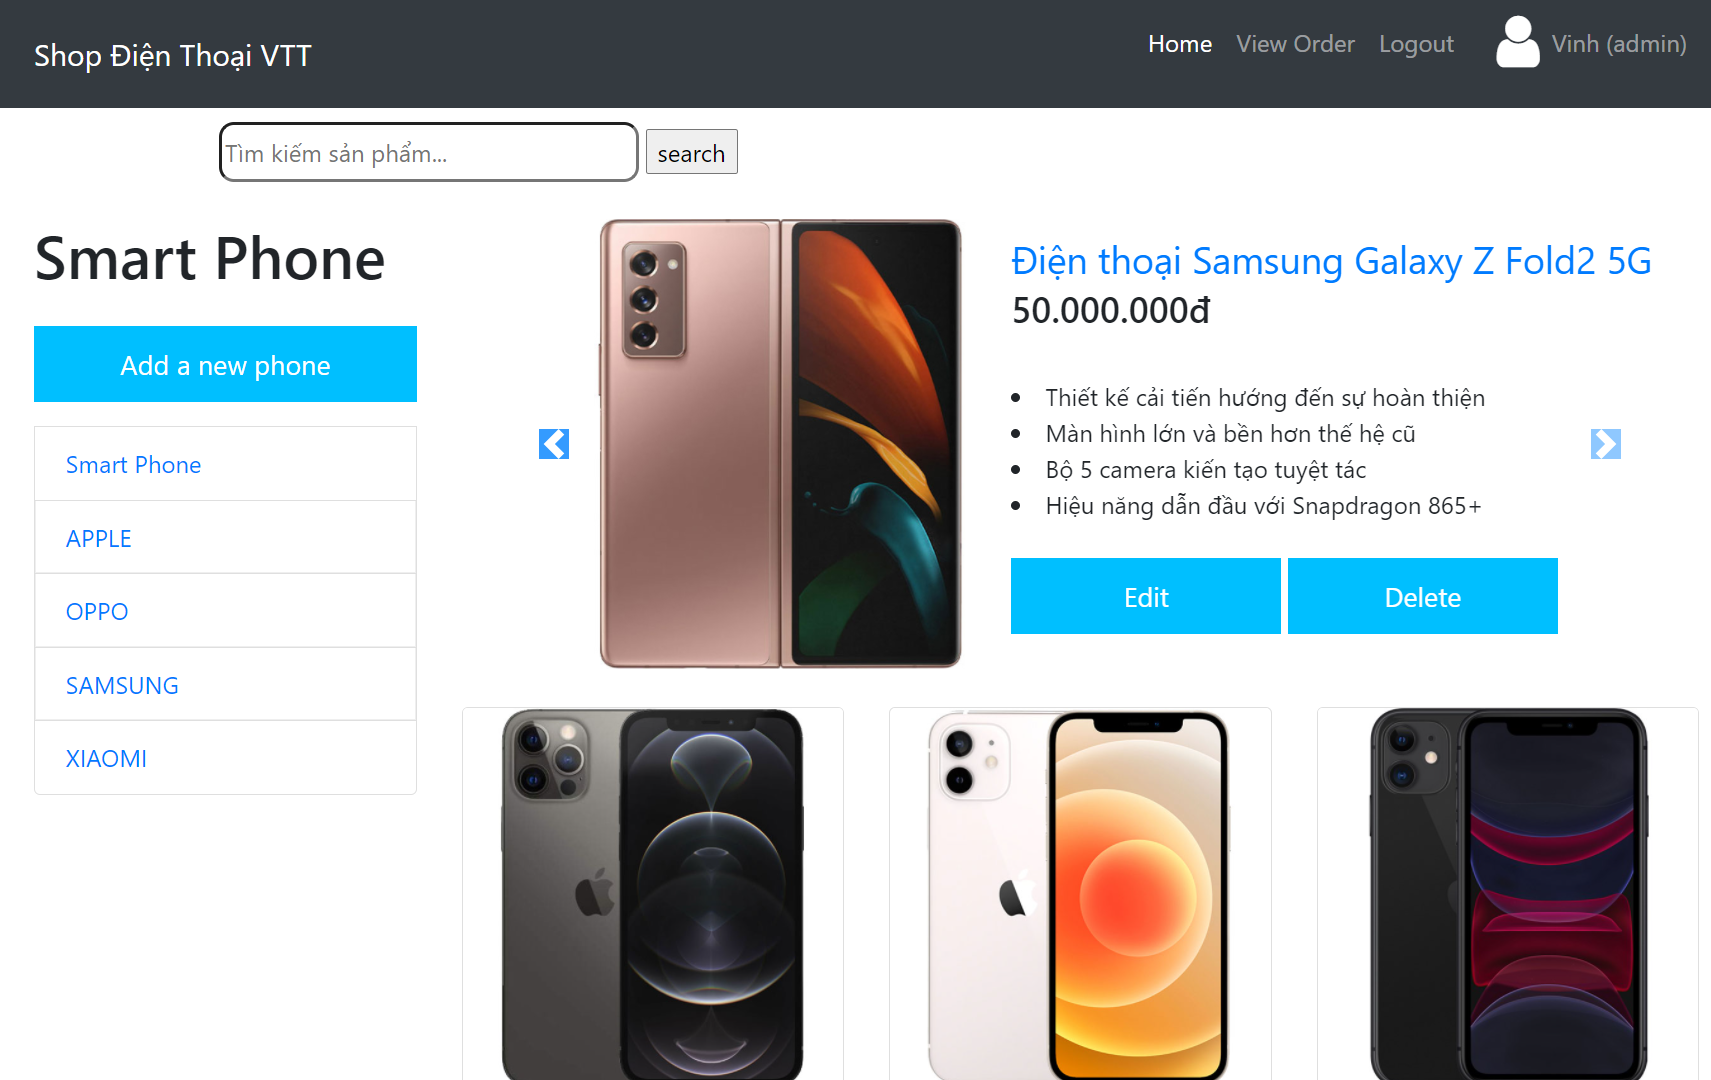 Shop Điện Thoại VTT
Home View Order Logout Vinh (admin)
Tìm kiếm sản phẩm... search
Smart Phone
Add a new phone
Smart Phone
APPLE
OPPO
SAMSUNG
XIAOMI
Điện thoại Samsung Galaxy Z Fold2 5G
50.000.000đ
Thiết kế cải tiến hướng đến sự hoàn thiện
Màn hình lớn và bền hơn thế hệ cũ
Bộ 5 camera kiến tạo tuyệt tác
Hiệu năng dẫn đầu với Snapdragon 865+
Edit Delete